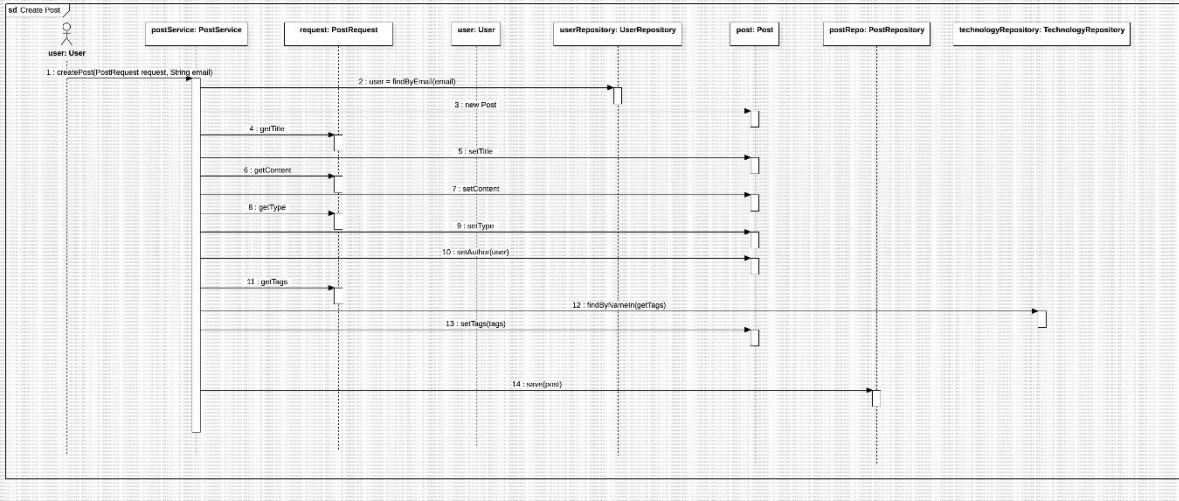 sd Create Post
user: User
postService: PostService
request: PostRequest
user: User
userRepository: UserRepository
post: Post
postRepo: PostRepository
technologyRepository: TechnologyRepository
1 : createPost(PostRequest request, String email)
2 : user = findByEmail(email)
3 : new Post
4 : getTitle
5 : setTitle
6 : getContent
7 : setContent
8 : getType
9 : setType
10 : setAuthor(user)
11 : getTags
12 : findByNameIn(getTags)
13 : setTags(tags)
14 : save(post)